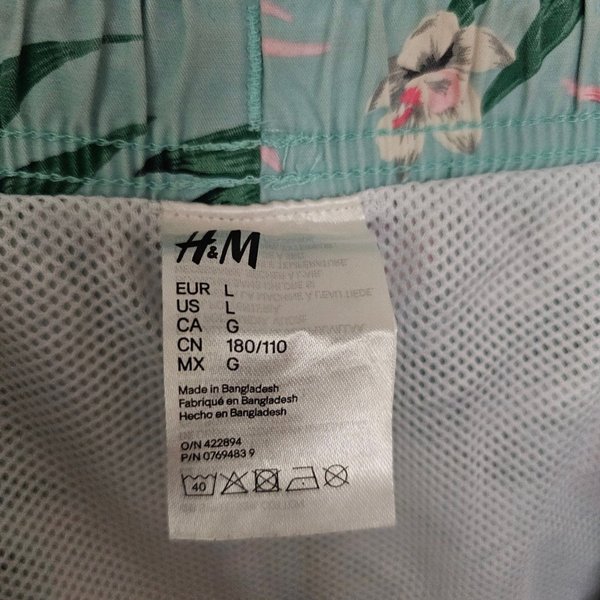 H&M
EUR L
US L
CA G
CN 180/110
MX G
Made in Bangladesh
Fabriqué en Bangladesh
Hecho en Bangladesh
O/N 422894
P/N 0769483 9
40